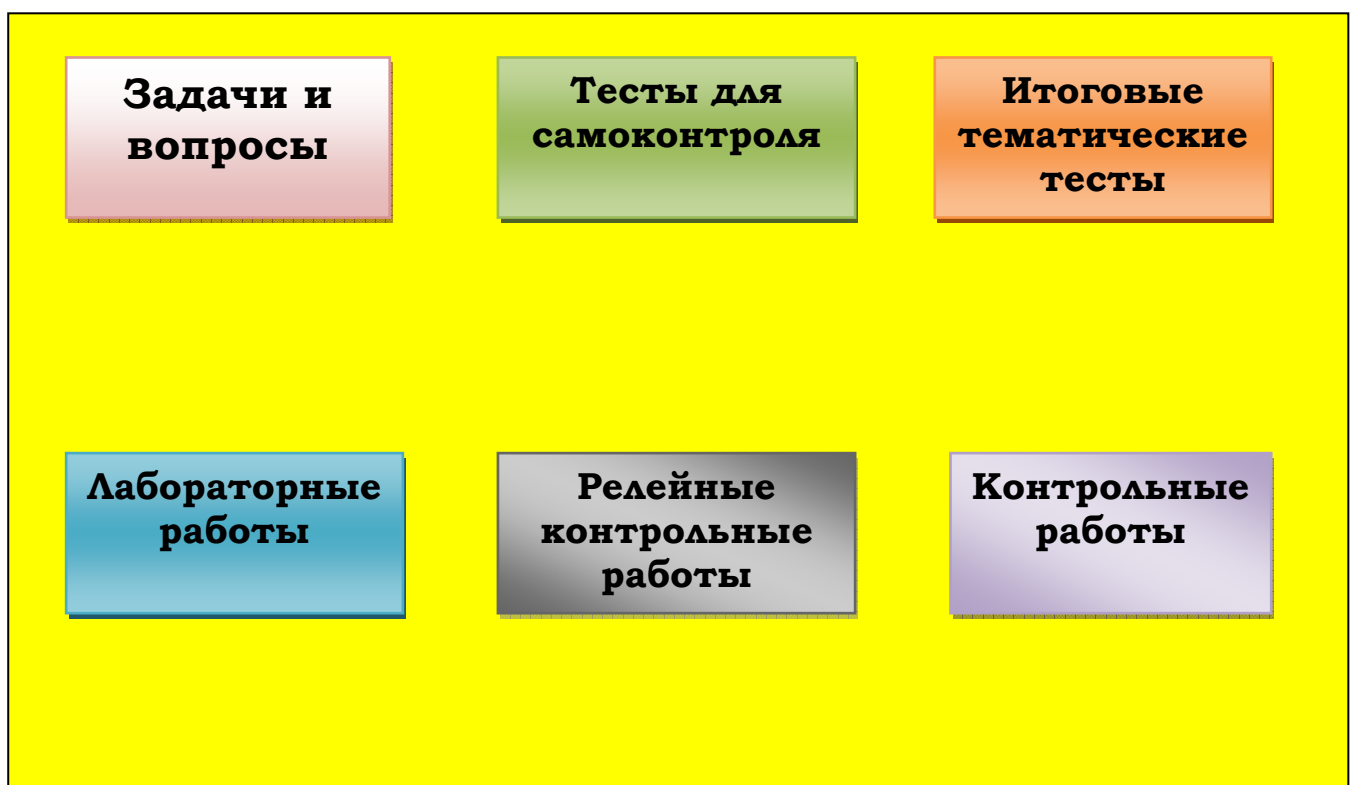 Задачи и
вопросы
Тесты для
самоконтроля
Итоговые
тематические
тесты
Лабораторные
работы
Релейные
контрольные
работы
Контрольные
работы